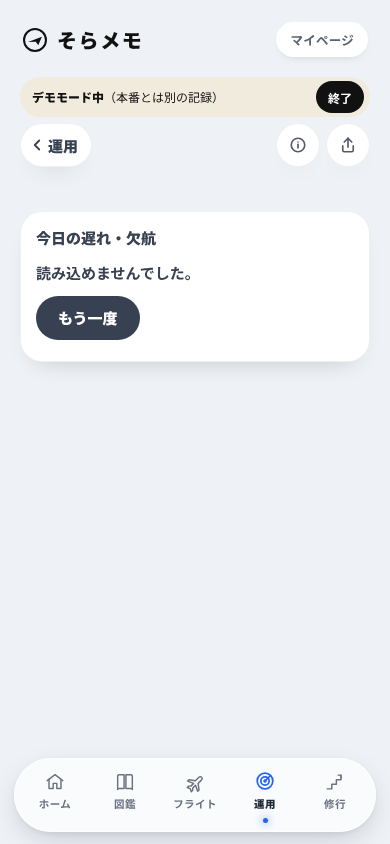 そらメモ
マイページ
デモモード中（本番とは別の記録）
終了
運用
今日の遅れ・欠航
読み込めませんでした。
もう一度
ホーム
図鑑
フライト
運用
修行